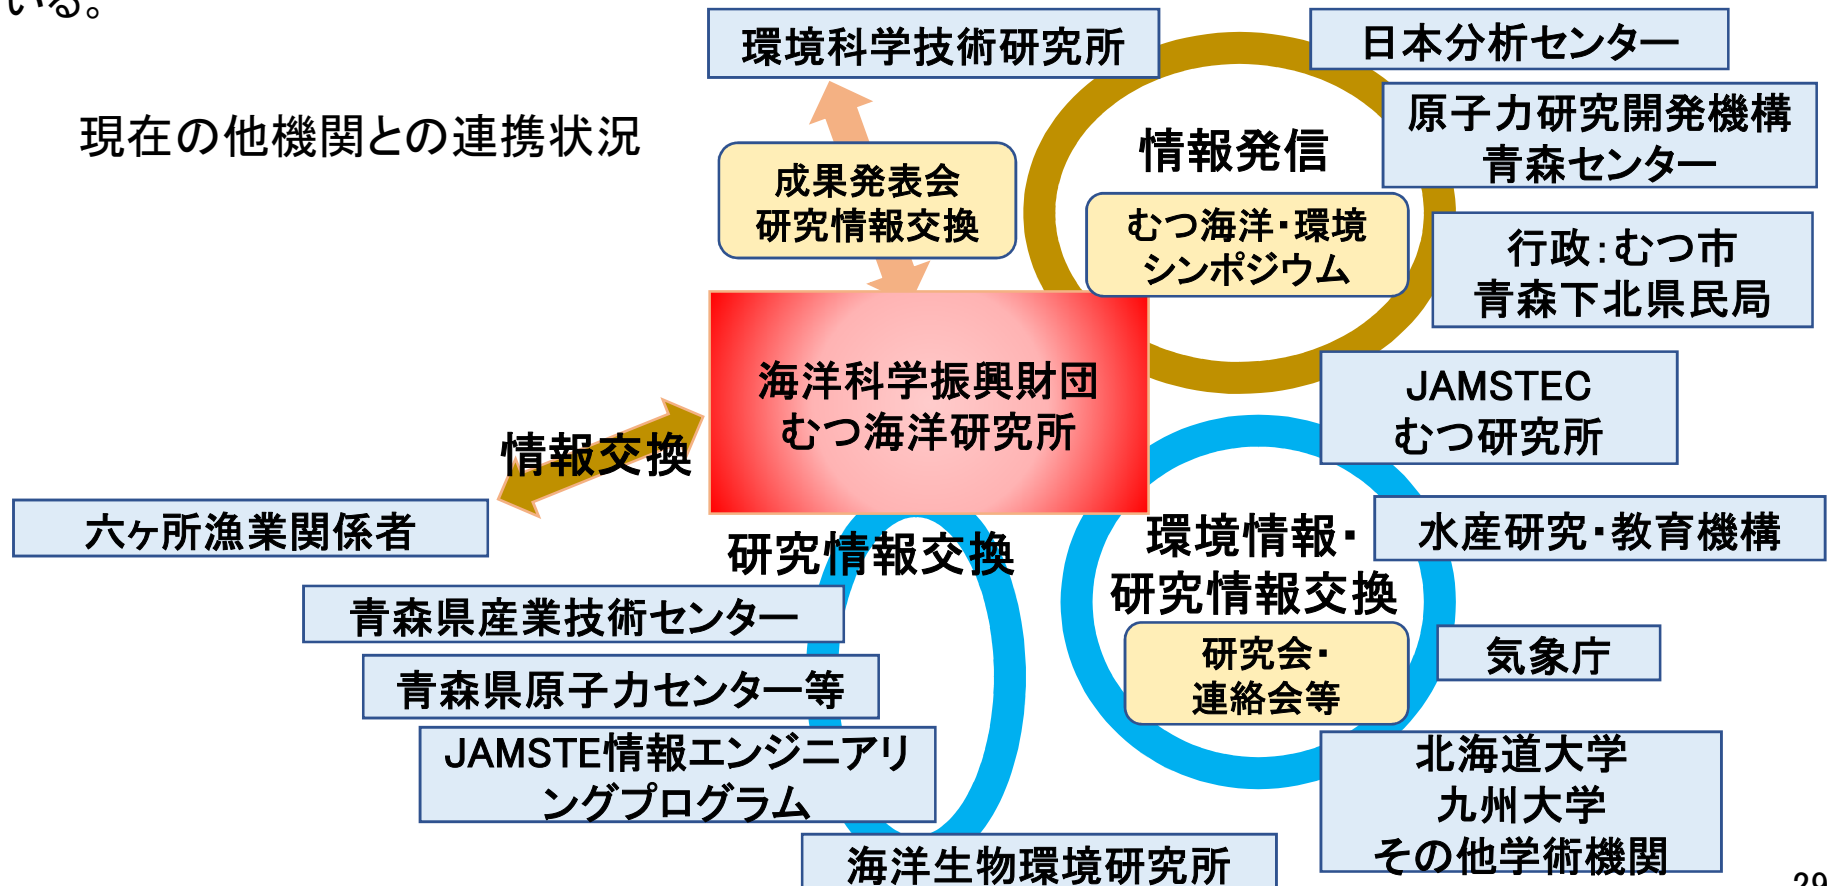 いる。
環境科学技術研究所
日本分析センター
現在の他機関との連携状況
原子力研究開発機構
青森センター
情報発信
成果発表会
研究情報交換
むつ海洋・環境
シンポジウム
行政：むつ市
青森下北県民局
海洋科学振興財団
むつ海洋研究所
JAMSTEC
むつ研究所
情報交換
六ヶ所漁業関係者
研究情報交換
環境情報・
研究情報交換
水産研究・教育機構
青森県産業技術センター
研究会・
連絡会等
気象庁
青森県原子力センター等
JAMSTE情報エンジニアリ
ングプログラム
北海道大学
九州大学
その他学術機関
海洋生物環境研究所
29